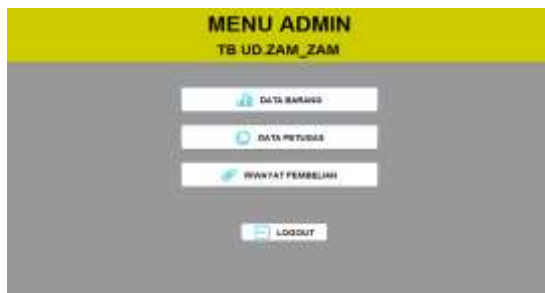 MENU ADMIN
TB UD.ZAM_ZAM
DATA BARANG
DATA PETUGAS
RIWAYAT PEMBELIAN
LOGOUT